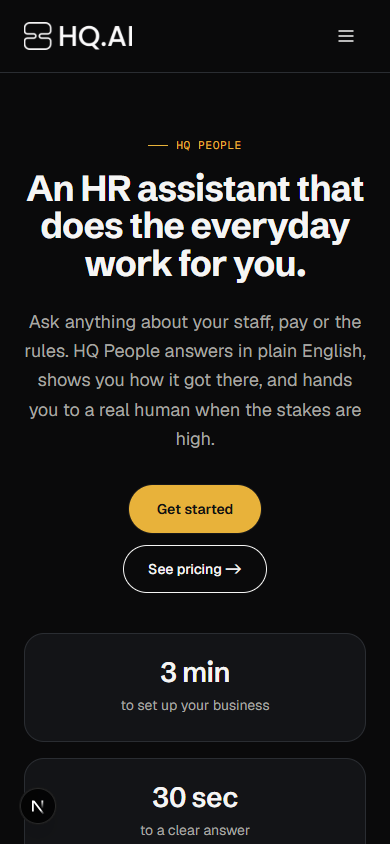 HQ.AI
HQ PEOPLE
An HR assistant that
does the everyday
work for you.
Ask anything about your staff, pay or the
rules. HQ People answers in plain English,
shows you how it got there, and hands
you to a real human when the stakes are
high.
Get started
See pricing →
3 min
to set up your business
30 sec
to a clear answer
N